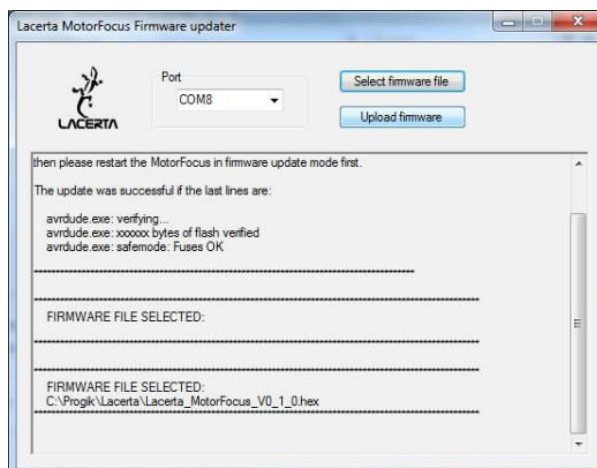 Lacerta MotorFocus Firmware updater
LACERTA
Port
COM8
Select firmware file
Upload firmware
then please restart the MotorFocus in firmware update mode first.
The update was successful if the last lines are:
avrdude.exe: verifying...
avrdude.exe: xxxxxx bytes of flash verified
avrdude.exe: safemode: Fuses OK
FIRMWARE FILE SELECTED:
FIRMWARE FILE SELECTED:
C:\Progik\Lacerta\Lacerta_MotorFocus_V0_1_0.hex